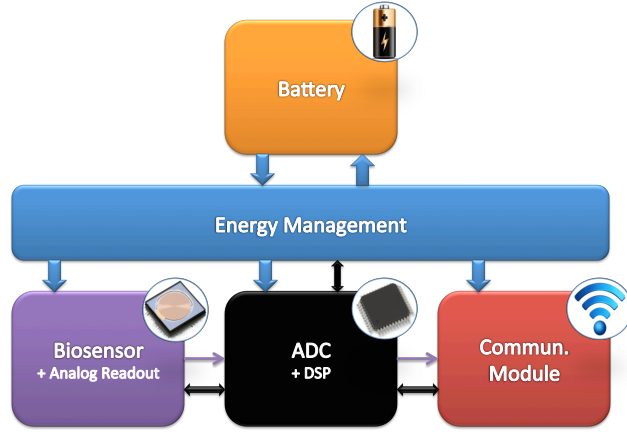 Battery
Energy Management
Biosensor
+ Analog Readout
ADC
+ DSP
Commun.
Module